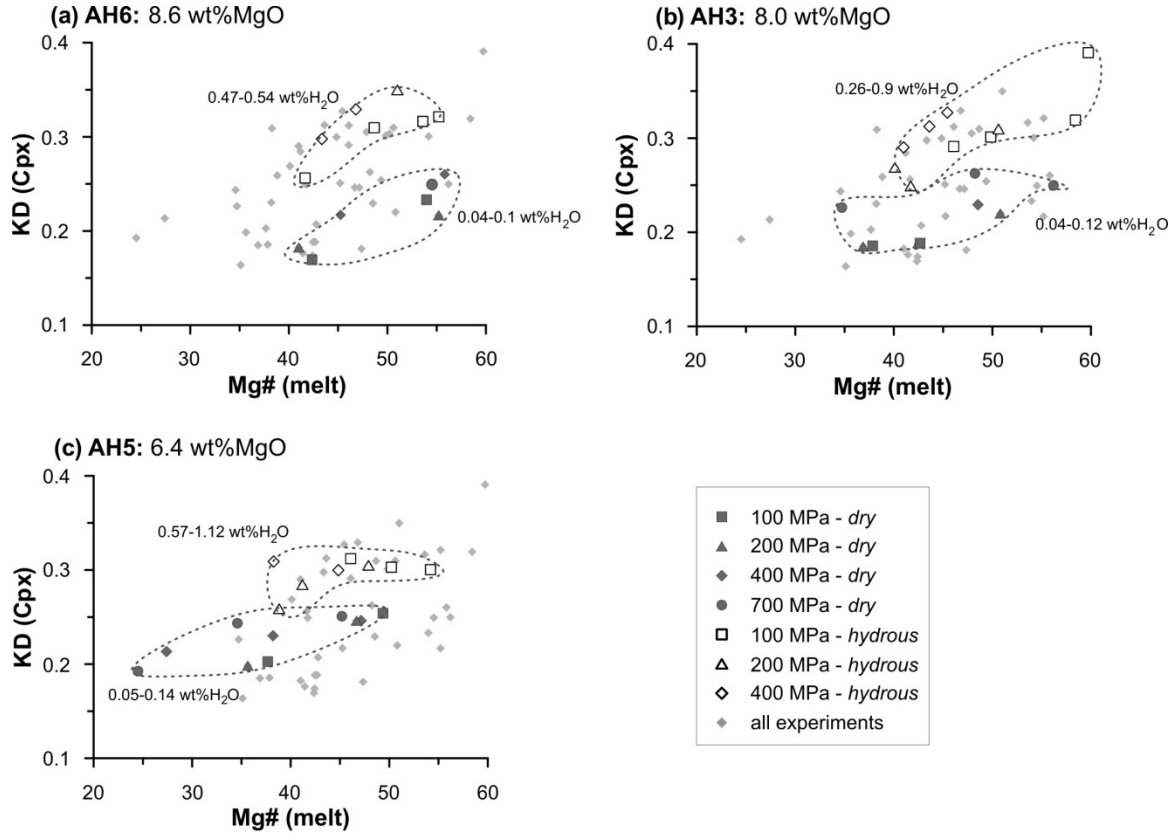 (a) AH6: 8.6 wt%MgO
0.4
0.3
0.2
0.1
KD (Cpx)
0.47-0.54 wt%H₂O
0.04-0.1 wt%H₂O
20 30 40 50 60
Mg# (melt)
(b) AH3: 8.0 wt%MgO
0.4
0.3
0.2
0.1
KD (Cpx)
0.26-0.9 wt%H₂O
0.04-0.12 wt%H₂O
20 30 40 50 60
Mg# (melt)
(c) AH5: 6.4 wt%MgO
0.4
0.3
0.2
0.1
KD (Cpx)
0.57-1.12 wt%H₂O
0.05-0.14 wt%H₂O
20 30 40 50 60
Mg# (melt)
100 MPa - dry
200 MPa - dry
400 MPa - dry
700 MPa - dry
100 MPa - hydrous
200 MPa - hydrous
400 MPa - hydrous
all experiments